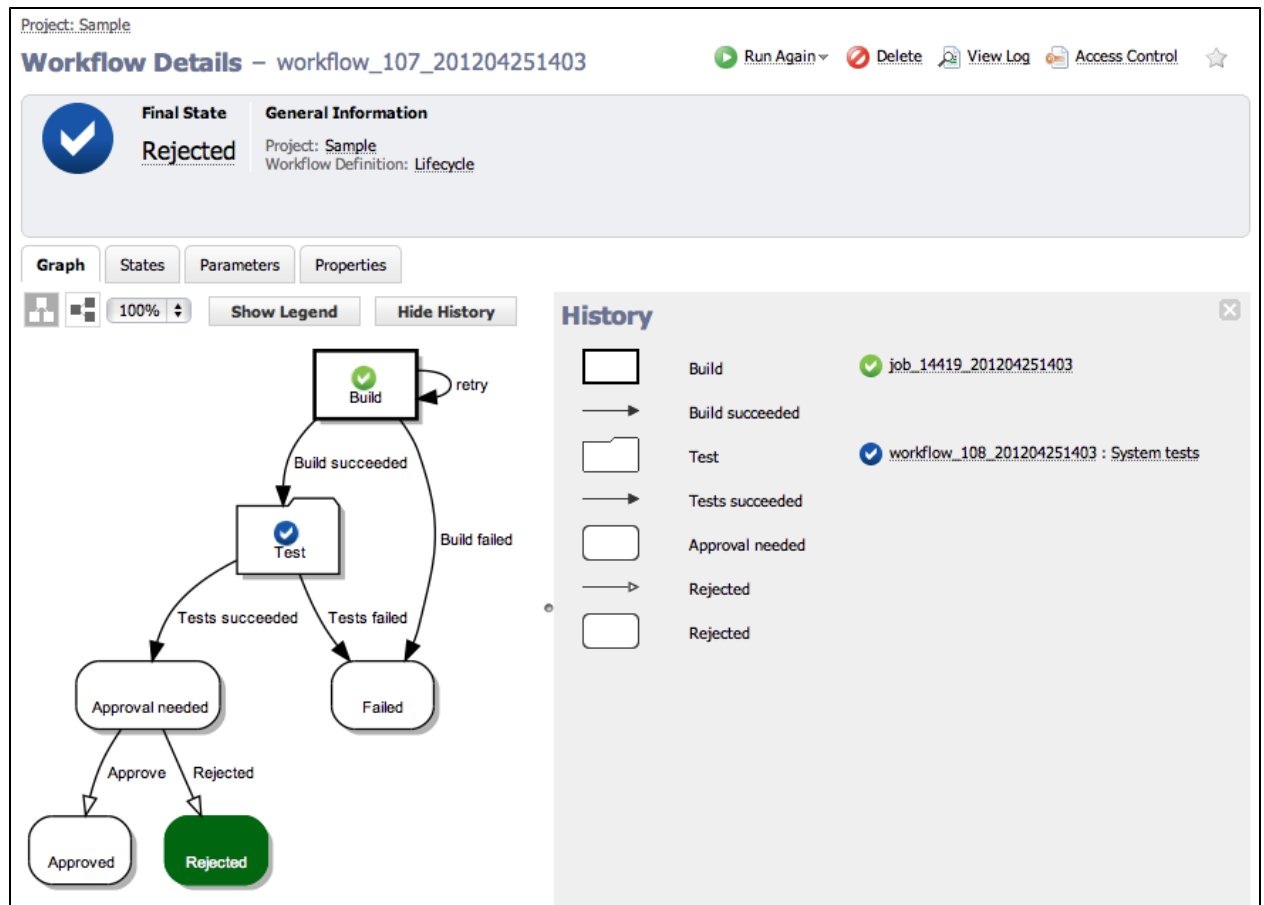 Project: Sample
Workflow Details – workflow_107_201204251403
Run Again
Delete
View Log
Access Control
Final State
Rejected
General Information
Project: Sample
Workflow Definition: Lifecycle
Graph
States
Parameters
Properties
100%
Show Legend
Hide History
Build
retry
Build succeeded
Test
Build failed
Tests succeeded
Tests failed
Approval needed
Failed
Approve
Rejected
Approved
Rejected
History
Build job_14419_201204251403
Build succeeded
Test workflow_108_201204251403 : System tests
Tests succeeded
Approval needed
Rejected
Rejected